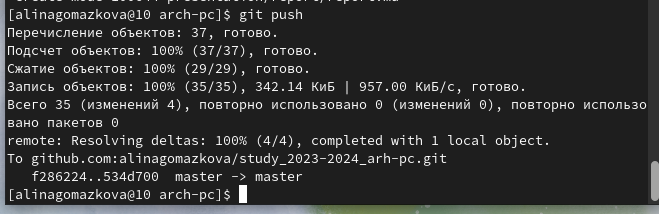 [alinagomazkova@10 arch-pc]$ git push
Перечисление объектов: 37, готово.
Подсчет объектов: 100% (37/37), готово.
Сжатие объектов: 100% (29/29), готово.
Запись объектов: 100% (35/35), 342.14 КиБ | 957.00 КиБ/с, готово.
Всего 35 (изменений 4), повторно использовано 0 (изменений 0), повторно использо
вано пакетов 0
remote: Resolving deltas: 100% (4/4), completed with 1 local object.
To github.com:alinagomazkova/study_2023-2024_arh-pc.git
   f286224..534d700  master -> master
[alinagomazkova@10 arch-pc]$